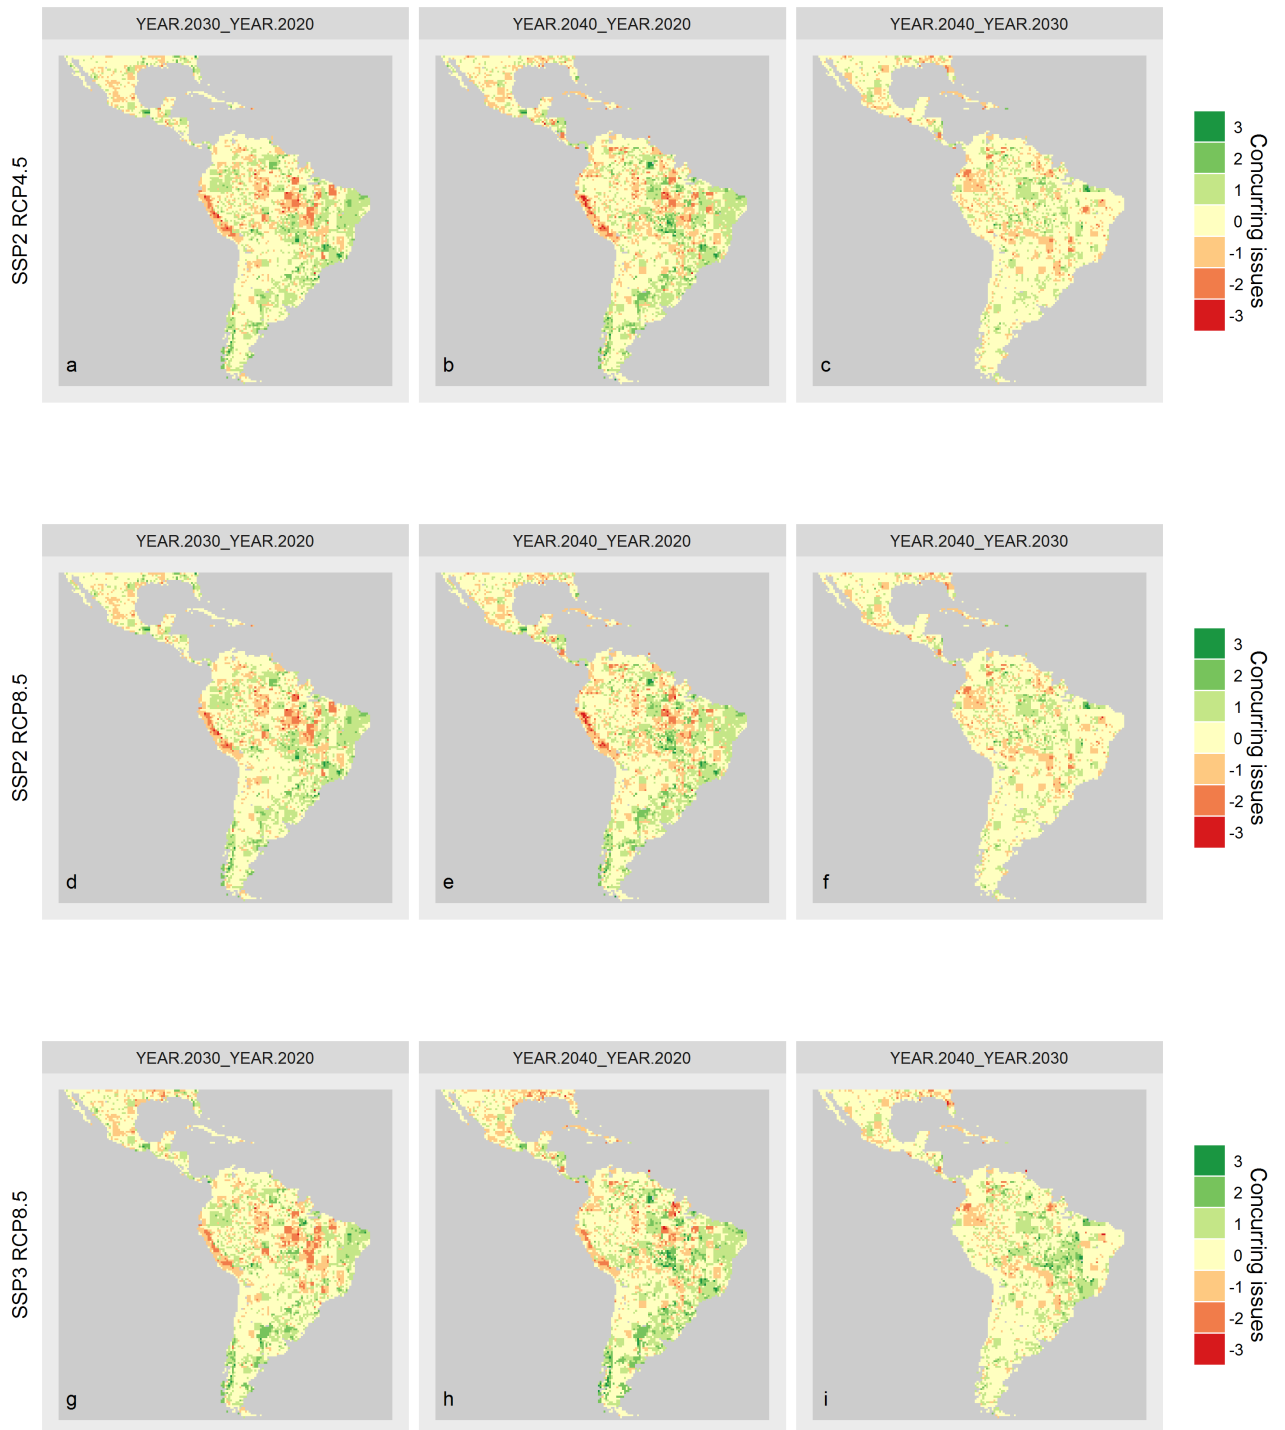 YEAR.2030_YEAR.2020
YEAR.2040_YEAR.2020
YEAR.2040_YEAR.2030
SSP2 RCP4.5
a
b
c
3
2
1
0
-1
-2
-3
Concurring issues
YEAR.2030_YEAR.2020
YEAR.2040_YEAR.2020
YEAR.2040_YEAR.2030
SSP2 RCP8.5
d
e
f
3
2
1
0
-1
-2
-3
Concurring issues
YEAR.2030_YEAR.2020
YEAR.2040_YEAR.2020
YEAR.2040_YEAR.2030
SSP3 RCP8.5
g
h
i
3
2
1
0
-1
-2
-3
Concurring issues